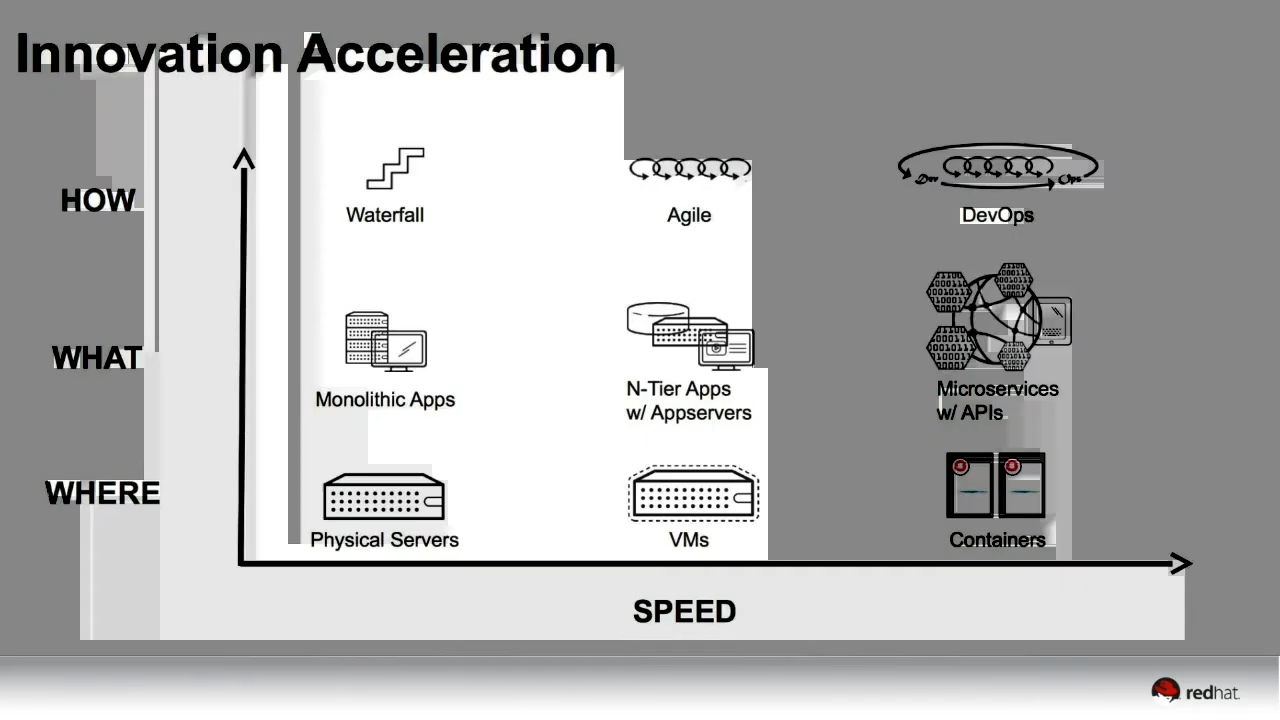 Innovation Acceleration
HOW
Waterfall
Agile
Dev
Ops
DevOps
WHAT
Monolithic Apps
N-Tier Apps
w/ Appservers
Microservices
w/ APIs
WHERE
Physical Servers
VMs
Containers
SPEED
redhat.